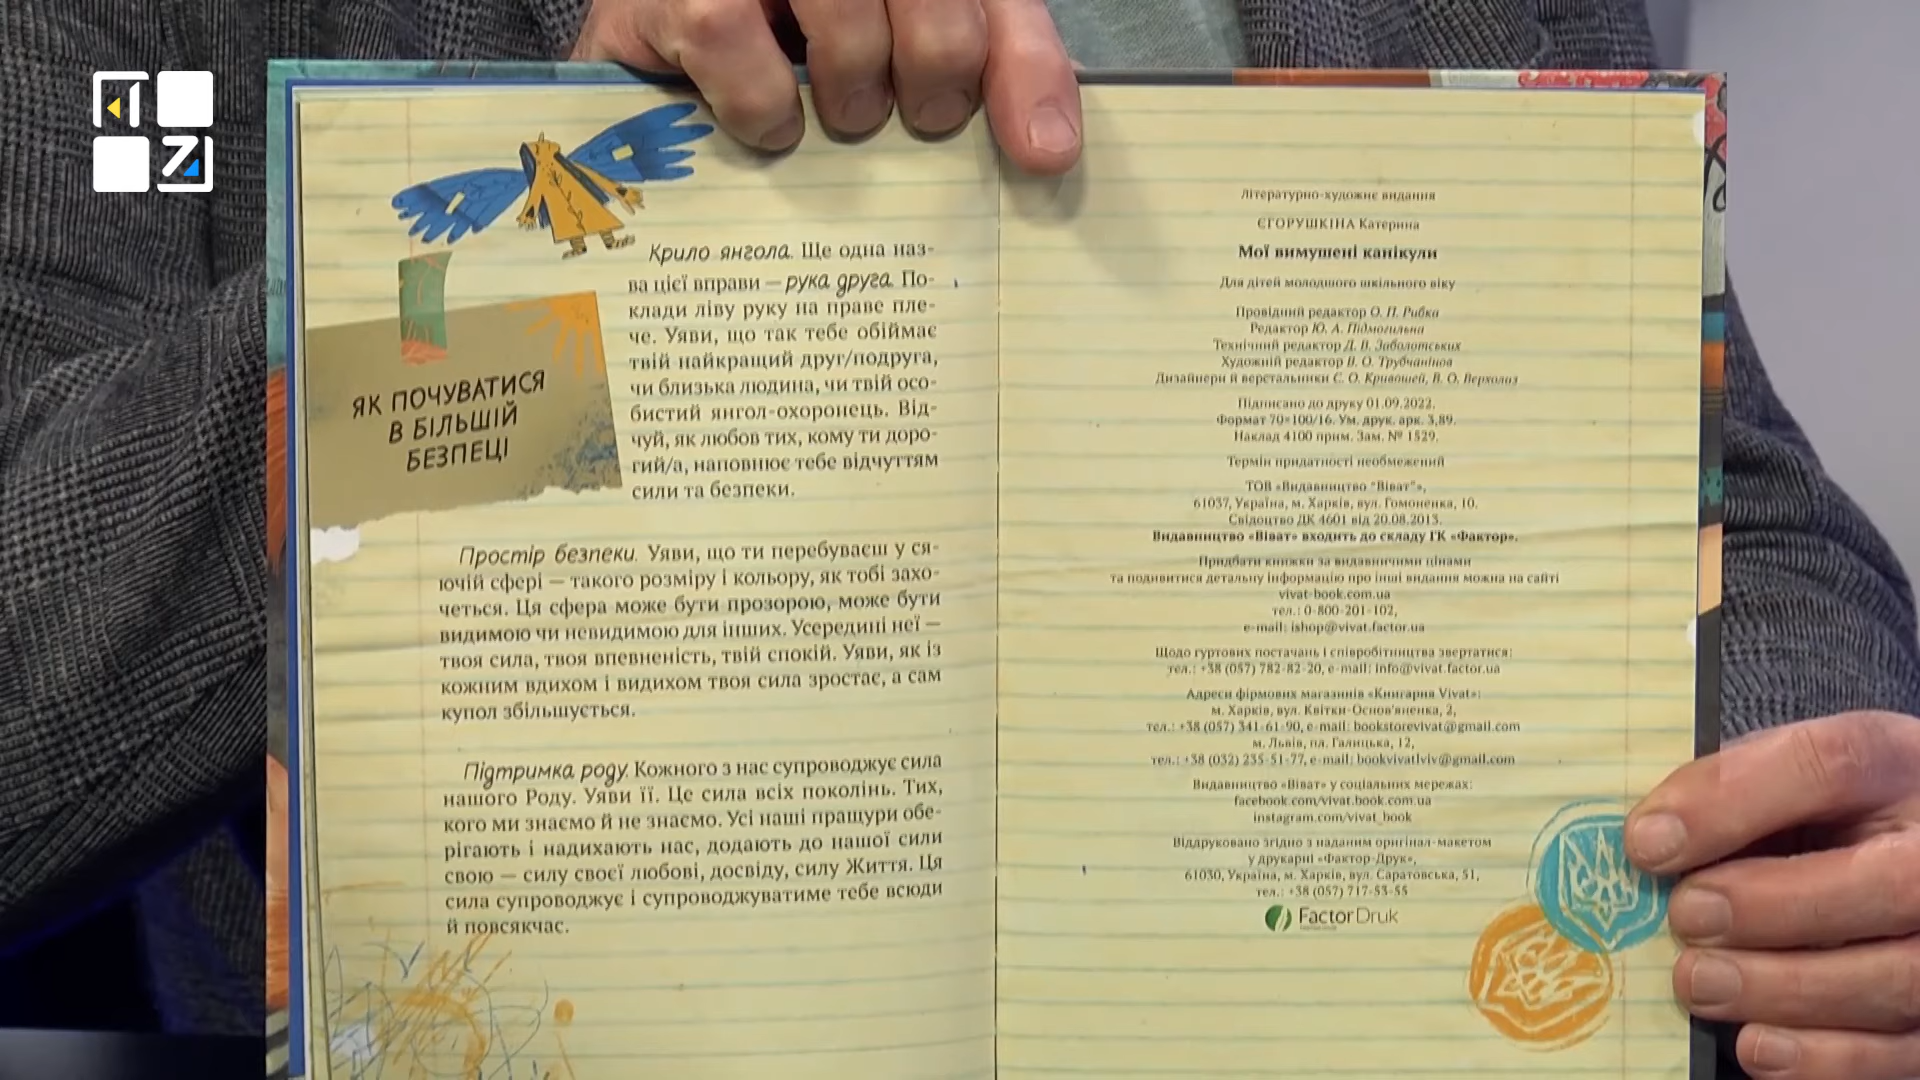 ЯК ПОЧУВАТИСЯ
В БІЛЬШІЙ
БЕЗПЕЦІ
Крило янгола. Ще одна наз-
ва цієї вправи — рука друга. По-
клади ліву руку на праве пле-
че. Уяви, що так тебе обіймає
твій найкращий друг/подруга,
чи близька людина, чи твій осо-
бистий янгол-охоронець. Від-
чуй, як любов тих, кому ти доро-
гий/а, наповнює тебе відчуттям
сили та безпеки.
Простір безпеки. Уяви, що ти перебуваєш у ся-
ючій сфері — такого розміру і кольору, як тобі захо-
четься. Ця сфера може бути прозорою, може бути
видимою чи невидимою для інших. Усередині неї —
твоя сила, твоя впевненість, твій спокій. Уяви, як із
кожним вдихом і видихом твоя сила зростає, а сам
купол збільшується.
Підтримка роду. Кожного з нас супроводжує сила
нашого Роду. Уяви її. Це сила всіх поколінь. Тих,
кого ми знаємо й не знаємо. Усі наші пращури обе-
рігають і надихають нас, додають до нашої сили
свою — силу своєї любові, досвіду, силу Життя. Ця
сила супроводжує і супроводжуватиме тебе всюди
й повсякчас.
Літературно-художнє видання
ЄГОРУШКІНА Катерина
Мої вимушені канікули
Для дітей молодшого шкільного віку
Провідний редактор О. П. Рибка
Редактор Ю. А. Підмогильна
Технічний редактор Д. В. Заболотських
Художній редактор В. О. Трубчанінов
Дизайнери й верстальники Є. О. Кривошей, В. О. Верхолаз
Підписано до друку 01.09.2022.
Формат 70×100/16. Ум. друк. арк. 3,89.
Наклад 4100 прим. Зам. № 1529.
Термін придатності необмежений
ТОВ «Видавництво "Віват"»,
61037, Україна, м. Харків, вул. Гомоненка, 10.
Свідоцтво ДК 4601 від 20.08.2013.
Видавництво «Віват» входить до складу ГК «Фактор».
Придбати книжки за видавничими цінами
та подивитися детальну інформацію про інші видання можна на сайті
vivat-book.com.ua
тел.: 0-800-201-102,
e-mail: ishop@vivat.factor.ua
Щодо гуртових постачань і співробітництва звертатися:
тел.: +38 (057) 782-82-20, e-mail: info@vivat.factor.ua
Адреси фірмових магазинів «Книгарня Vivat»:
м. Харків, вул. Квітки-Основ'яненка, 2,
тел.: +38 (057) 341-61-90, e-mail: bookstorevivat@gmail.com
м. Львів, пл. Галицька, 12,
тел.: +38 (032) 235-51-77, e-mail: bookvivatlviv@gmail.com
Видавництво «Віват» у соціальних мережах:
facebook.com/vivat.book.com.ua
instagram.com/vivat_book
Віддруковано згідно з наданим оригінал-макетом
у друкарні «Фактор-Друк»,
61030, Україна, м. Харків, вул. Саратовська, 51,
тел.: +38 (057) 717-53-55
FactorDruk